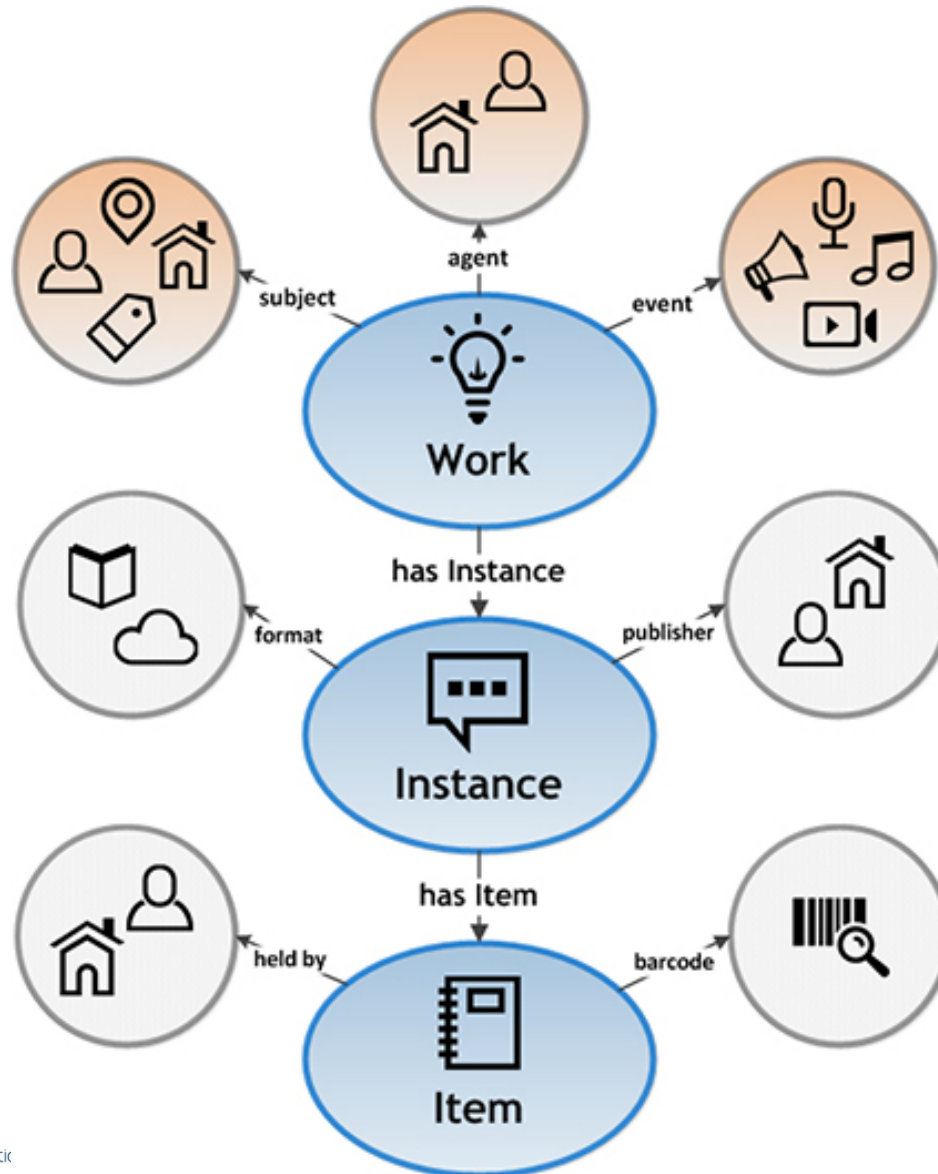 agent
subject
event
Work
has Instance
format
publisher
Instance
has Item
held by
barcode
Item